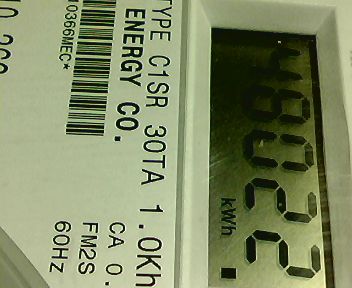 48022
kWh
TYPE C1SR 30TA 1.0Kh
ENERGY CO. CA 0.
FM2S
10366MEC* 60Hz